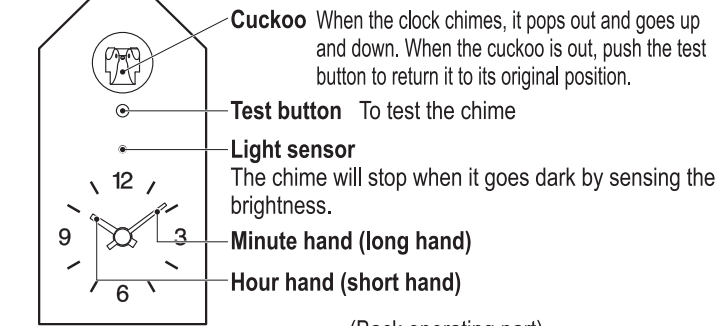 Cuckoo When the clock chimes, it pops out and goes up
and down. When the cuckoo is out, push the test
button to return it to its original position.
Test button To test the chime
Light sensor
The chime will stop when it goes dark by sensing the
brightness.
12
9 3
Minute hand (long hand)
Hour hand (short hand)
6
(Back operating part)